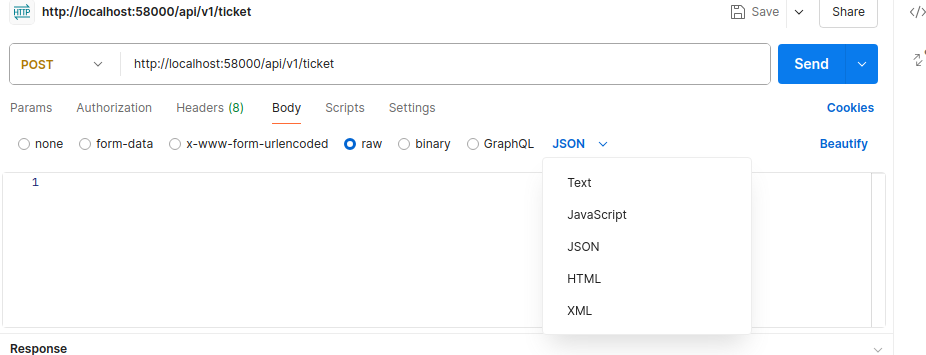 HTTP http://localhost:58000/api/v1/ticket Save Share </>
POST http://localhost:58000/api/v1/ticket Send
Params Authorization Headers (8) Body Scripts Settings Cookies
none form-data x-www-form-urlencoded raw binary GraphQL JSON Beautify
1
Text
JavaScript
JSON
HTML
XML
Response